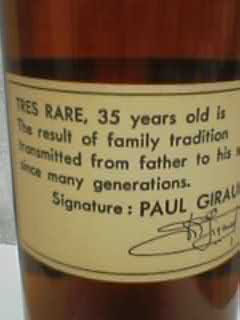 TRES RARE, 35 years old is
The result of family tradition
transmitted from father to his
since many generations.
Signature : PAUL GIRAU